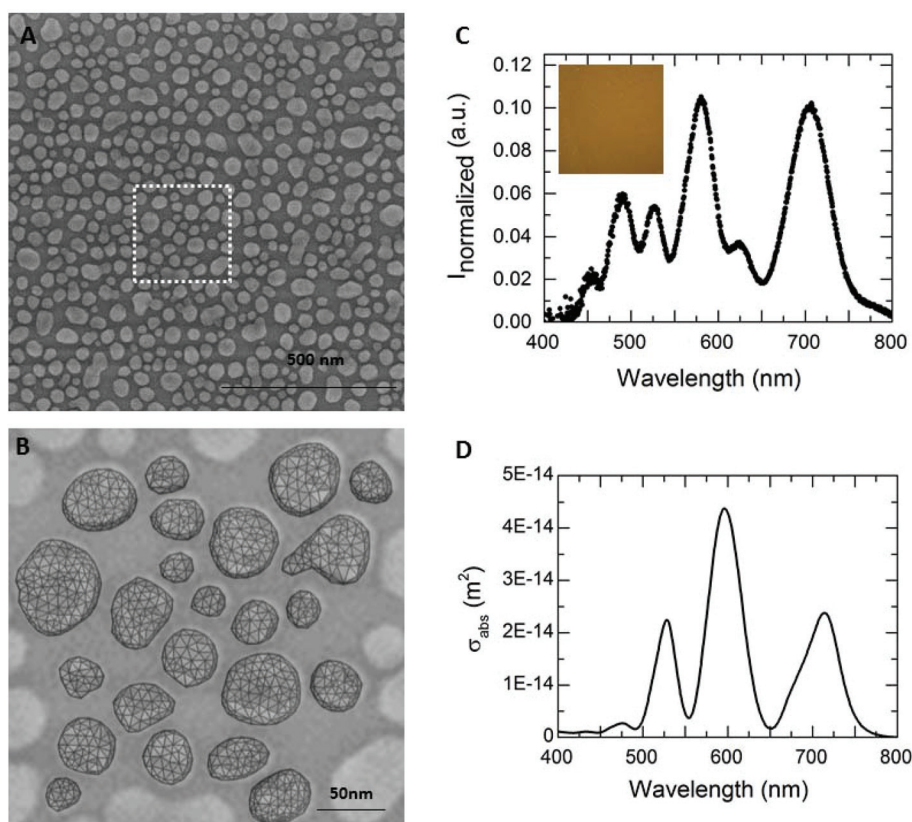 A
500 nm
B
50nm
C
I normalized (a.u.)
0.12
0.10
0.08
0.06
0.04
0.02
0.00
400 500 600 700 800
Wavelength (nm)
D
σabs (m²)
5E-14
4E-14
3E-14
2E-14
1E-14
0
400 500 600 700 800
Wavelength (nm)